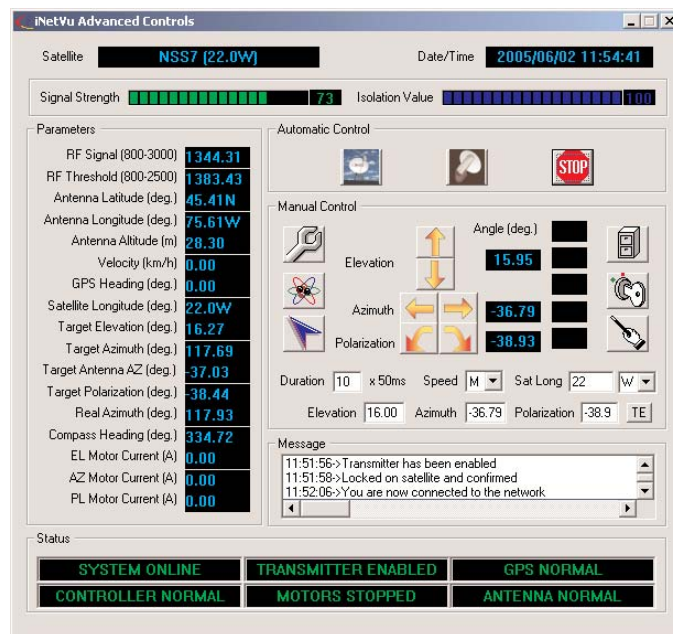 iNetVu Advanced Controls
Satellite NSS7 (22.0W) Date/Time 2005/06/02 11:54:41
Signal Strength 73 Isolation Value 100
Parameters
RF Signal (800-3000) 1344.31
RF Threshold (800-2500) 1383.43
Antenna Latitude (deg.) 45.41N
Antenna Longitude (deg.) 75.61W
Antenna Altitude (m) 28.30
Velocity (km/h) 0.00
GPS Heading (deg.) 0.00
Satellite Longitude (deg.) 22.0W
Target Elevation (deg.) 16.27
Target Azimuth (deg.) 117.69
Target Antenna AZ (deg.) -37.03
Target Polarization (deg.) -38.44
Real Azimuth (deg.) 117.93
Compass Heading (deg.) 334.72
EL Motor Current (A) 0.00
AZ Motor Current (A) 0.00
PL Motor Current (A) 0.00
Automatic Control
STOP
Manual Control
Angle (deg.)
Elevation 15.95
Azimuth -36.79
Polarization -38.93
Duration 10 x 50ms Speed M Sat Long 22 W
Elevation 16.00 Azimuth -36.79 Polarization -38.9 TE
Message
11:51:56->Transmitter has been enabled
11:51:58->Locked on satellite and confirmed
11:52:06->You are now connected to the network
Status
SYSTEM ONLINE TRANSMITTER ENABLED GPS NORMAL
CONTROLLER NORMAL MOTORS STOPPED ANTENNA NORMAL